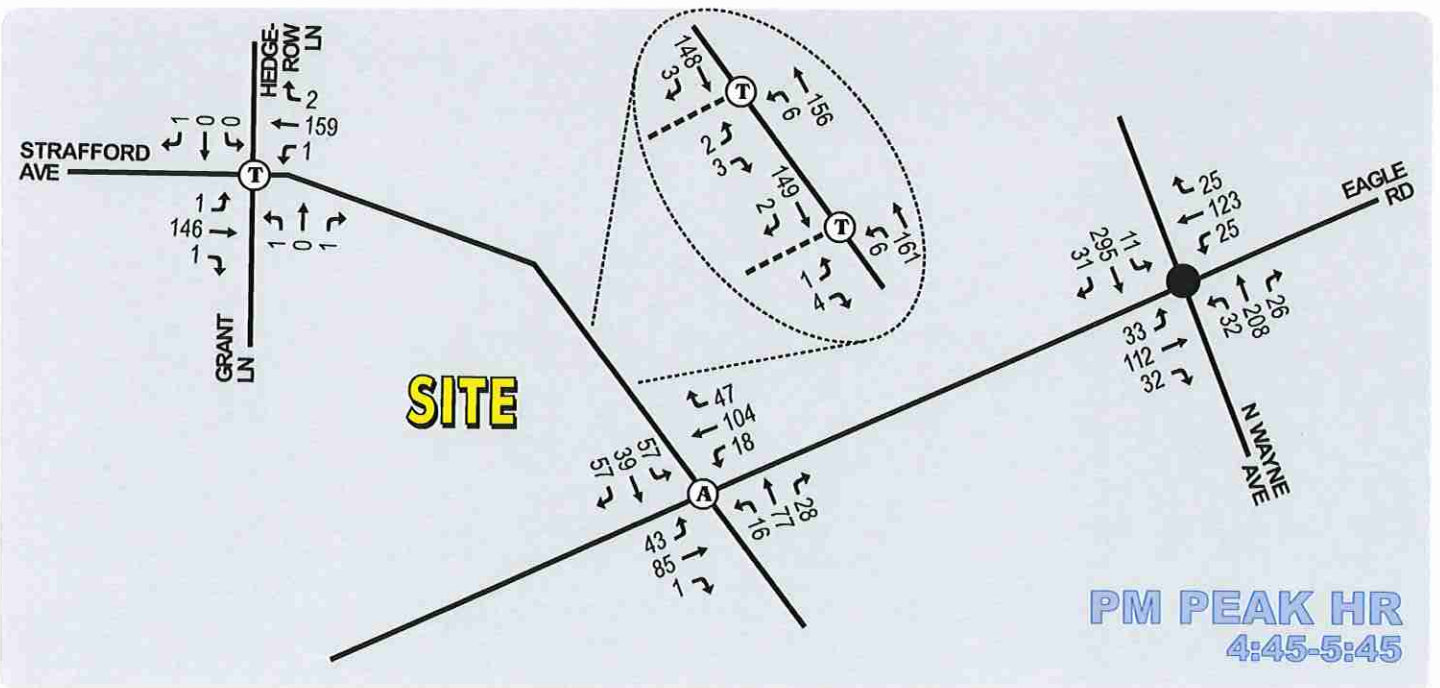 HEDGE-
ROW
LN
2
159
1
1 0 0
STRAFFORD
AVE
T
1
146
1
1 0 1
GRANT
LN
148
3
T
156
6
2
3
149
2
T
161
6
1
4
SITE
47
104
18
57
39
57
A
43
85
1
16
77
28
25
123
25
EAGLE
RD
11
295
31
33
112
32
32
208
26
N WAYNE
AVE
PM PEAK HR
4:45-5:45